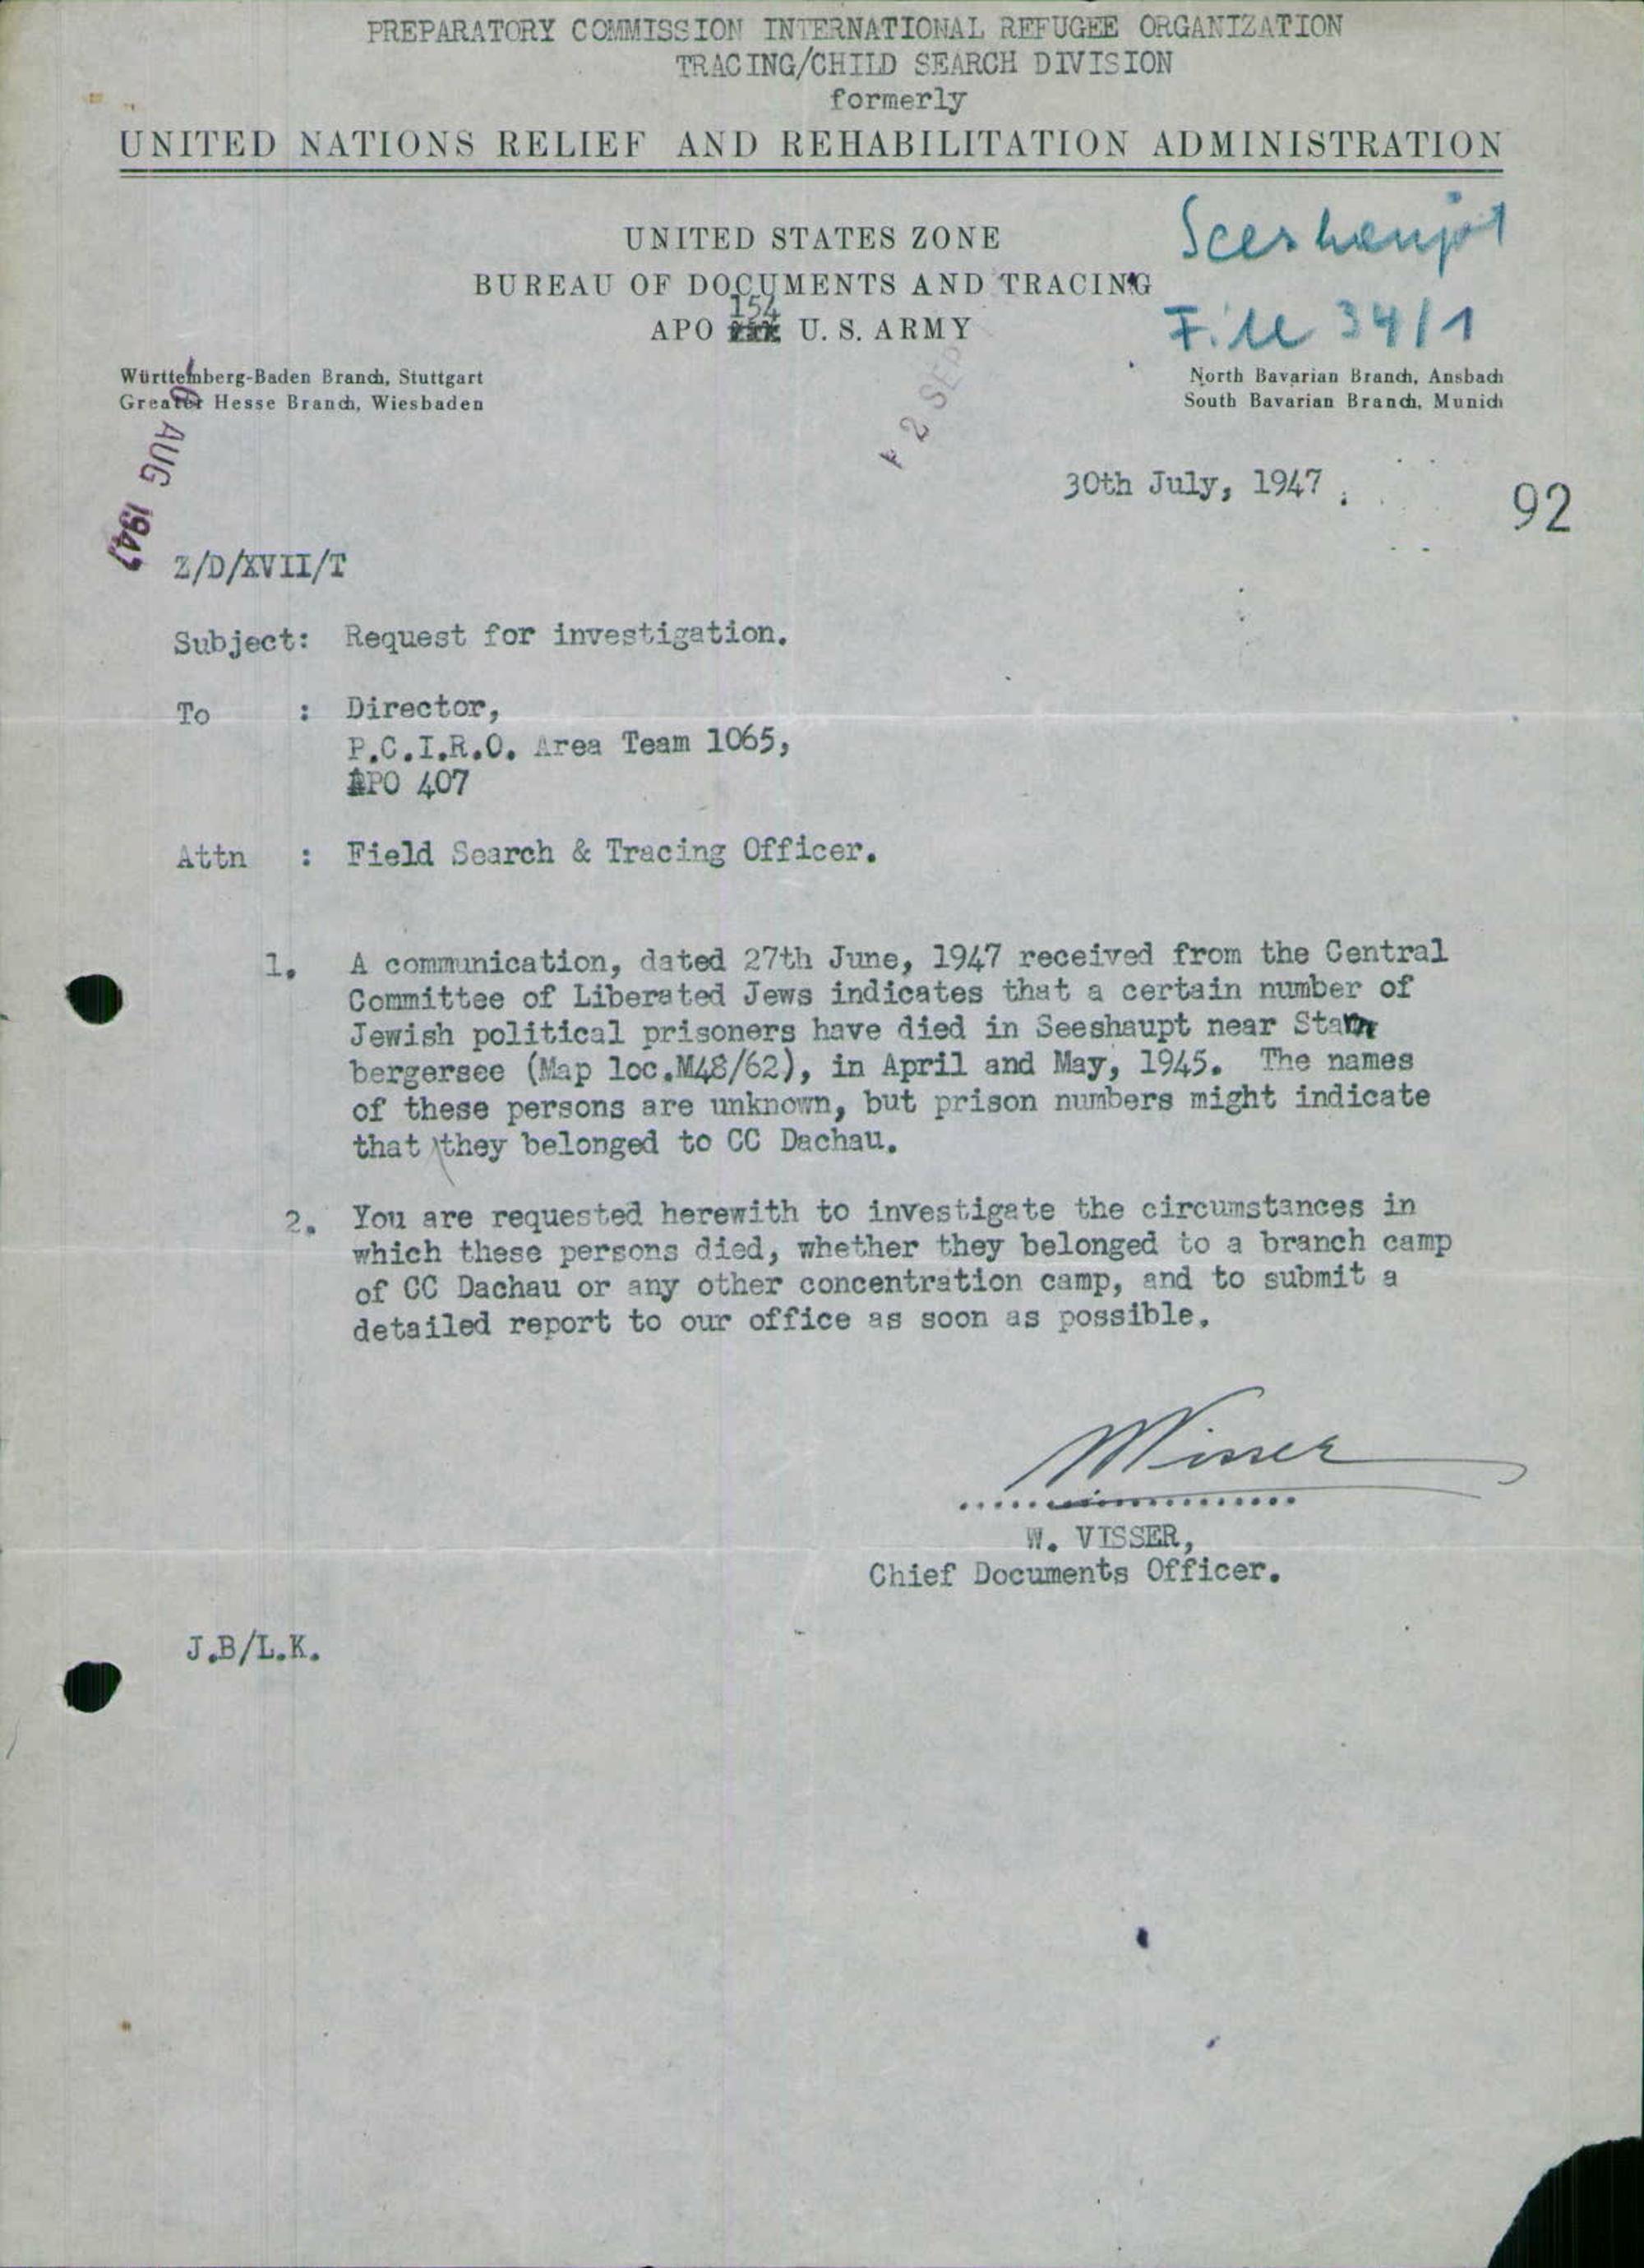 PREPARATORY COMMISSION INTERNATIONAL REFUGEE ORGANIZATION
TRACING/CHILD SEARCH DIVISION
formerly
UNITED NATIONS RELIEF AND REHABILITATION ADMINISTRATION
Seeshaupt
UNITED STATES ZONE
BUREAU OF DOCUMENTS AND TRACING
154
APO U. S. ARMY
File 34/1
Württemberg-Baden Branch, Stuttgart
Greater Hesse Branch, Wiesbaden
North Bavarian Branch, Ansbach
South Bavarian Branch, Munich
AUG 1947
2 SEP
30th July, 1947
92
Z/D/XVII/T
Subject: Request for investigation.
To : Director,
P.C.I.R.O. Area Team 1065,
APO 407
Attn : Field Search & Tracing Officer.
1. A communication, dated 27th June, 1947 received from the Central
Committee of Liberated Jews indicates that a certain number of
Jewish political prisoners have died in Seeshaupt near Starn
bergersee (Map loc.M48/62), in April and May, 1945. The names
of these persons are unknown, but prison numbers might indicate
that they belonged to CC Dachau.
2. You are requested herewith to investigate the circumstances in
which these persons died, whether they belonged to a branch camp
of CC Dachau or any other concentration camp, and to submit a
detailed report to our office as soon as possible.
WVisser
W. VISSER,
Chief Documents Officer.
J.B/L.K.